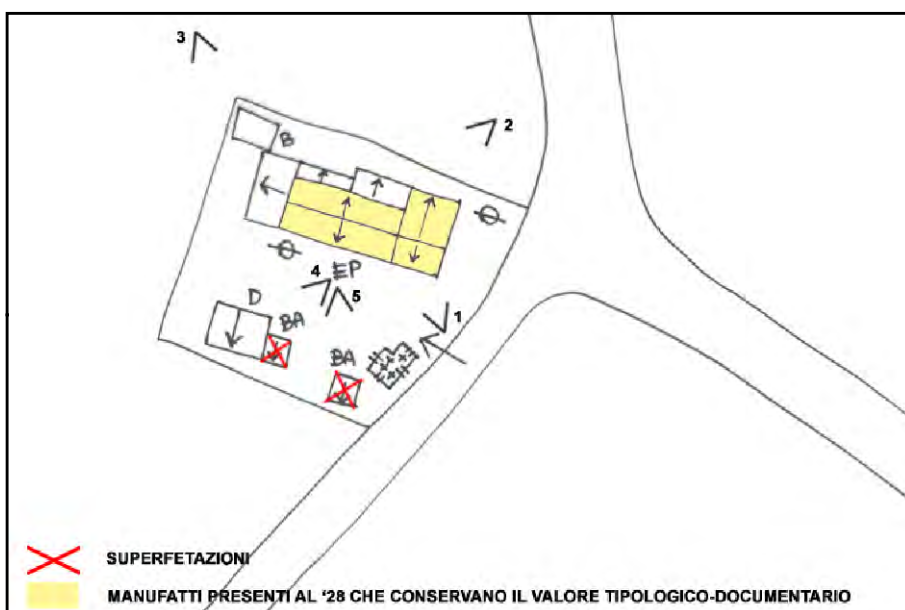 3
2
B
4 EP
5
D
BA
1
BA
SUPERFETAZIONI
MANUFATTI PRESENTI AL '28 CHE CONSERVANO IL VALORE TIPOLOGICO-DOCUMENTARIO